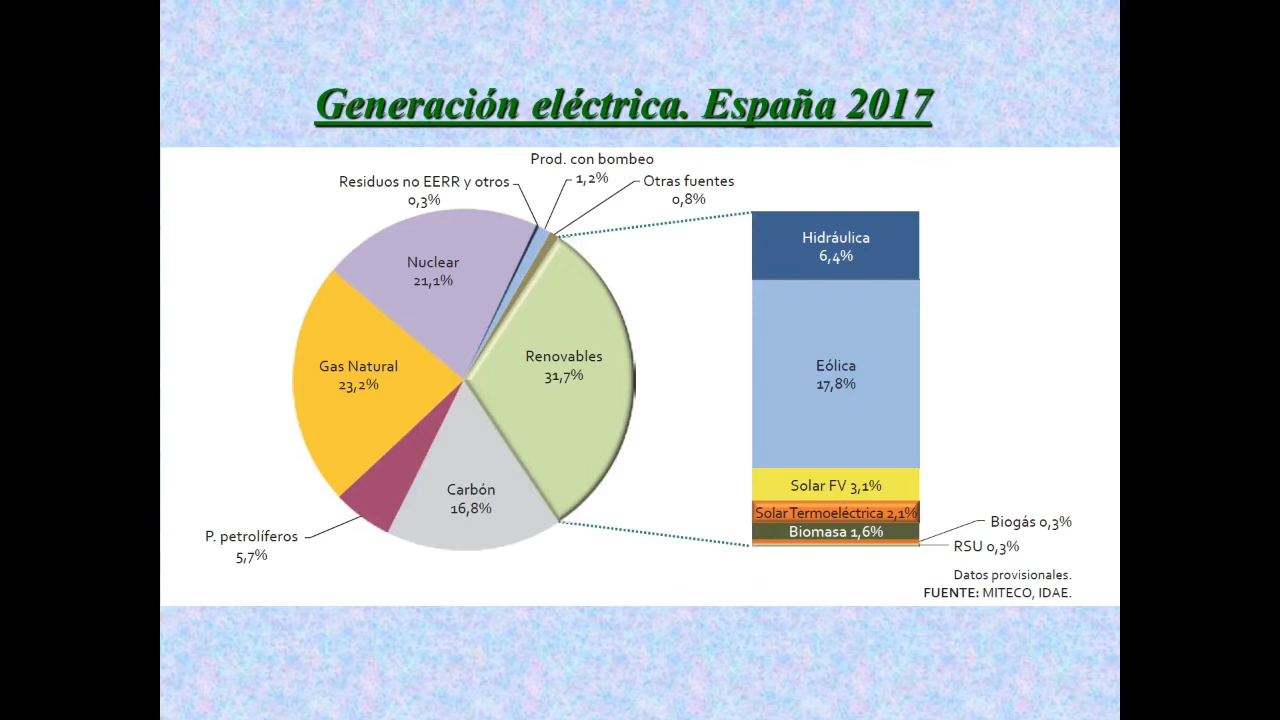 Generación eléctrica. España 2017
Prod. con bombeo
1,2%
Residuos no EERR y otros
0,3%
Otras fuentes
0,8%
Nuclear
21,1%
Gas Natural
23,2%
Renovables
31,7%
Carbón
16,8%
P. petrolíferos
5,7%
Hidráulica
6,4%
Eólica
17,8%
Solar FV 3,1%
Solar Termoeléctrica 2,1%
Biomasa 1,6%
Biogás 0,3%
RSU 0,3%
Datos provisionales.
FUENTE: MITECO, IDAE.